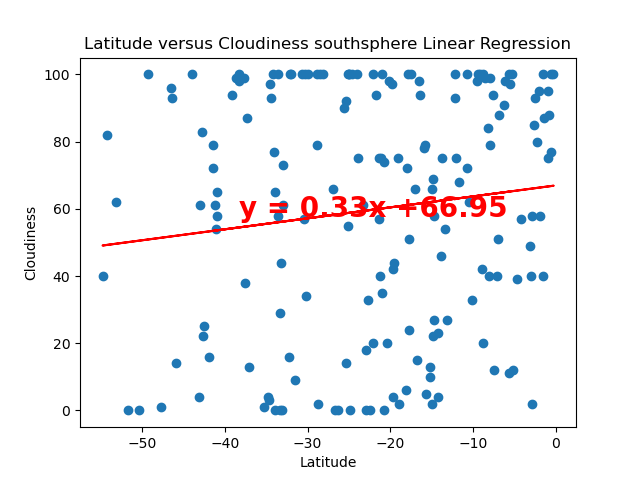 Latitude versus Cloudiness southsphere Linear Regression
100
80
60
40
20
0
Cloudiness
y = 0.33x +66.95
−50 −40 −30 −20 −10 0
Latitude